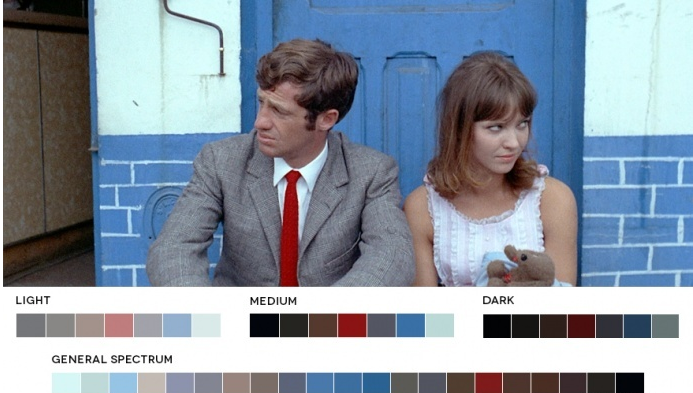 LIGHT
MEDIUM
DARK
GENERAL SPECTRUM